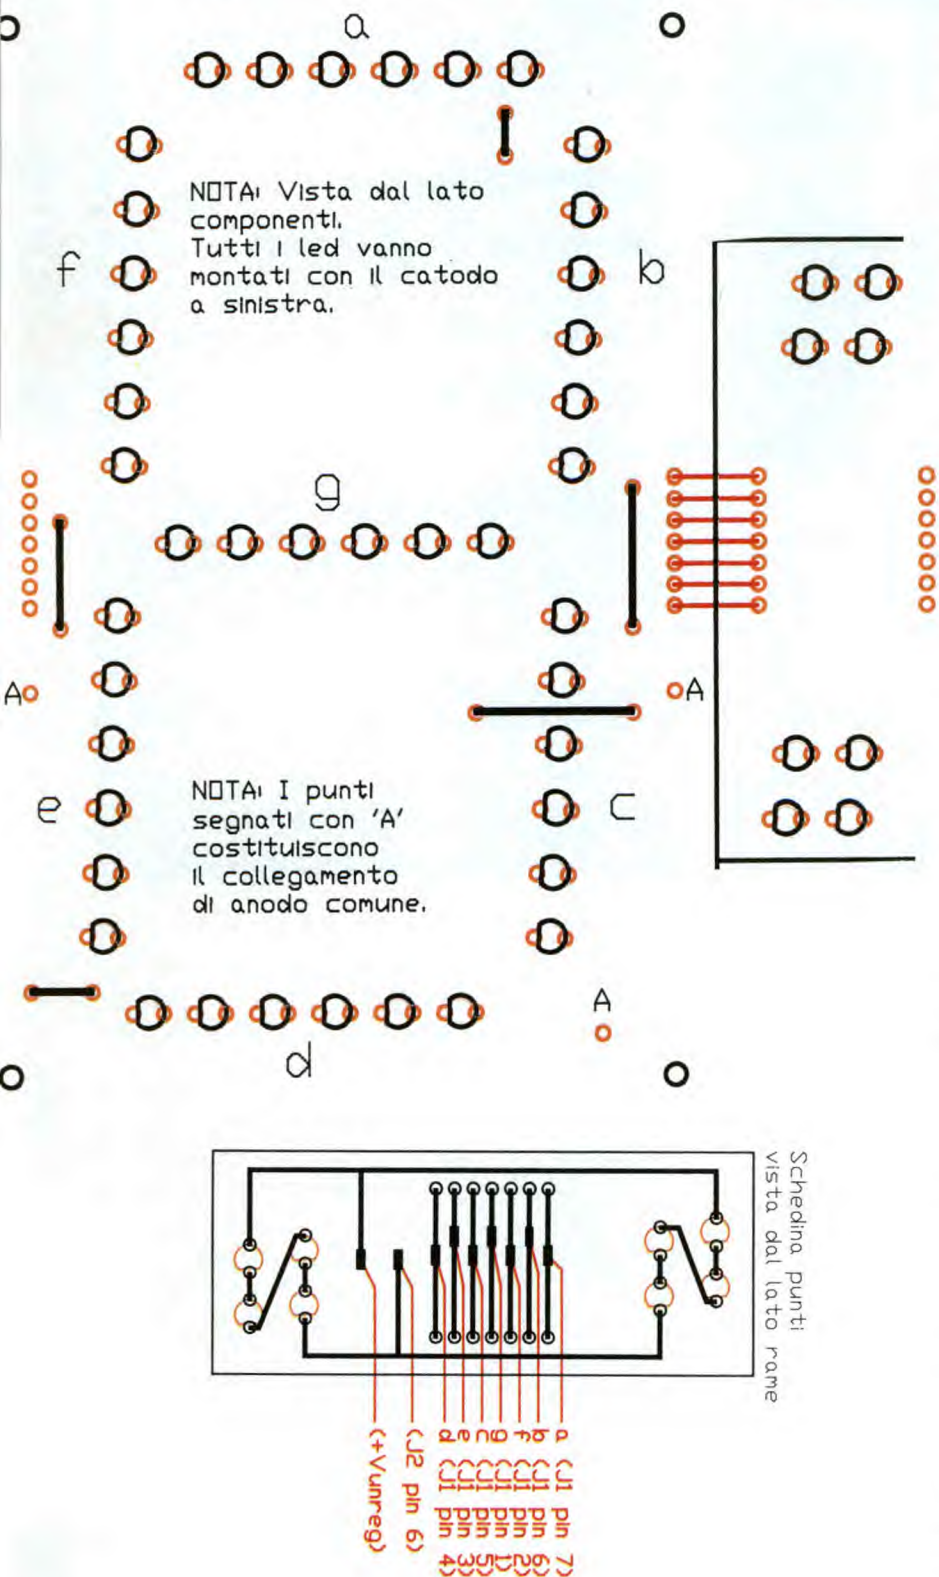 a
NOTA: Vista dal lato
componenti.
Tutti i led vanno
montati con il catodo
a sinistra.
f
b
g
A
A
e
c
NOTA: I punti
segnati con 'A'
costituiscono
il collegamento
di anodo comune.
A
d
Schedina punti
vista dal lato rame
a (J1 pin 7)
b (J1 pin 6)
f (J1 pin 2)
g (J1 pin 1)
c (J1 pin 5)
e (J1 pin 3)
d (J1 pin 4)
(J2 pin 6)
(+Vunreg)